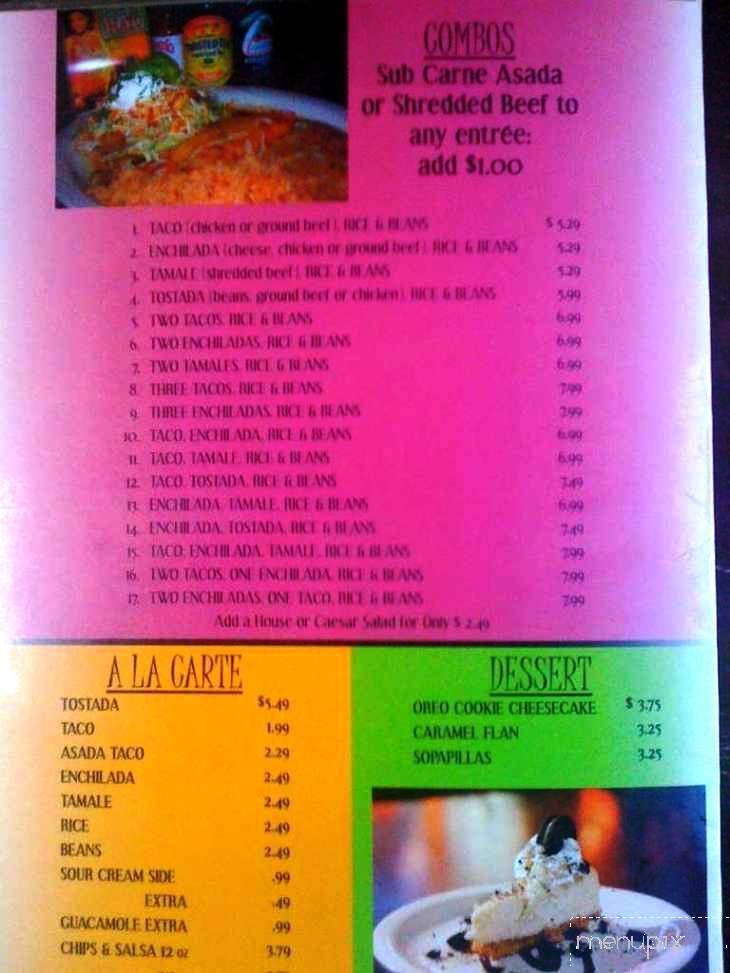 COMBOS
Sub Carne Asada
or Shredded Beef to
any entrée:
add $1.00
1. TACO (chicken or ground beef), RICE & BEANS $ 5.29
2. ENCHILADA (cheese, chicken or ground beef), RICE & BEANS 5.29
3. TAMALE (shredded beef), RICE & BEANS 5.29
4. TOSTADA (beans, ground beef or chicken), RICE & BEANS 5.99
5. TWO TACOS, RICE & BEANS 6.99
6. TWO ENCHILADAS, RICE & BEANS 6.99
7. TWO TAMALES, RICE & BEANS 6.99
8. THREE TACOS, RICE & BEANS 7.99
9. THREE ENCHILADAS, RICE & BEANS 7.99
10. TACO, ENCHILADA, RICE & BEANS 6.99
11. TACO, TAMALE, RICE & BEANS 6.99
12. TACO, TOSTADA, RICE & BEANS 7.49
13. ENCHILADA, TAMALE, RICE & BEANS 6.99
14. ENCHILADA, TOSTADA, RICE & BEANS 7.49
15. TACO, ENCHILADA, TAMALE, RICE & BEANS 7.99
16. TWO TACOS, ONE ENCHILADA, RICE & BEANS 7.99
17. TWO ENCHILADAS, ONE TACO, RICE & BEANS 7.99
Add a House or Caesar Salad for Only $ 2.49
A LA CARTE
TOSTADA $5.49
TACO 1.99
ASADA TACO 2.29
ENCHILADA 2.49
TAMALE 2.49
RICE 2.49
BEANS 2.49
SOUR CREAM SIDE .99
EXTRA .49
GUACAMOLE EXTRA .99
CHIPS & SALSA 12 oz 3.79
DESSERT
OREO COOKIE CHEESECAKE $ 3.75
CARAMEL FLAN 3.25
SOPAPILLAS 3.25
menupix